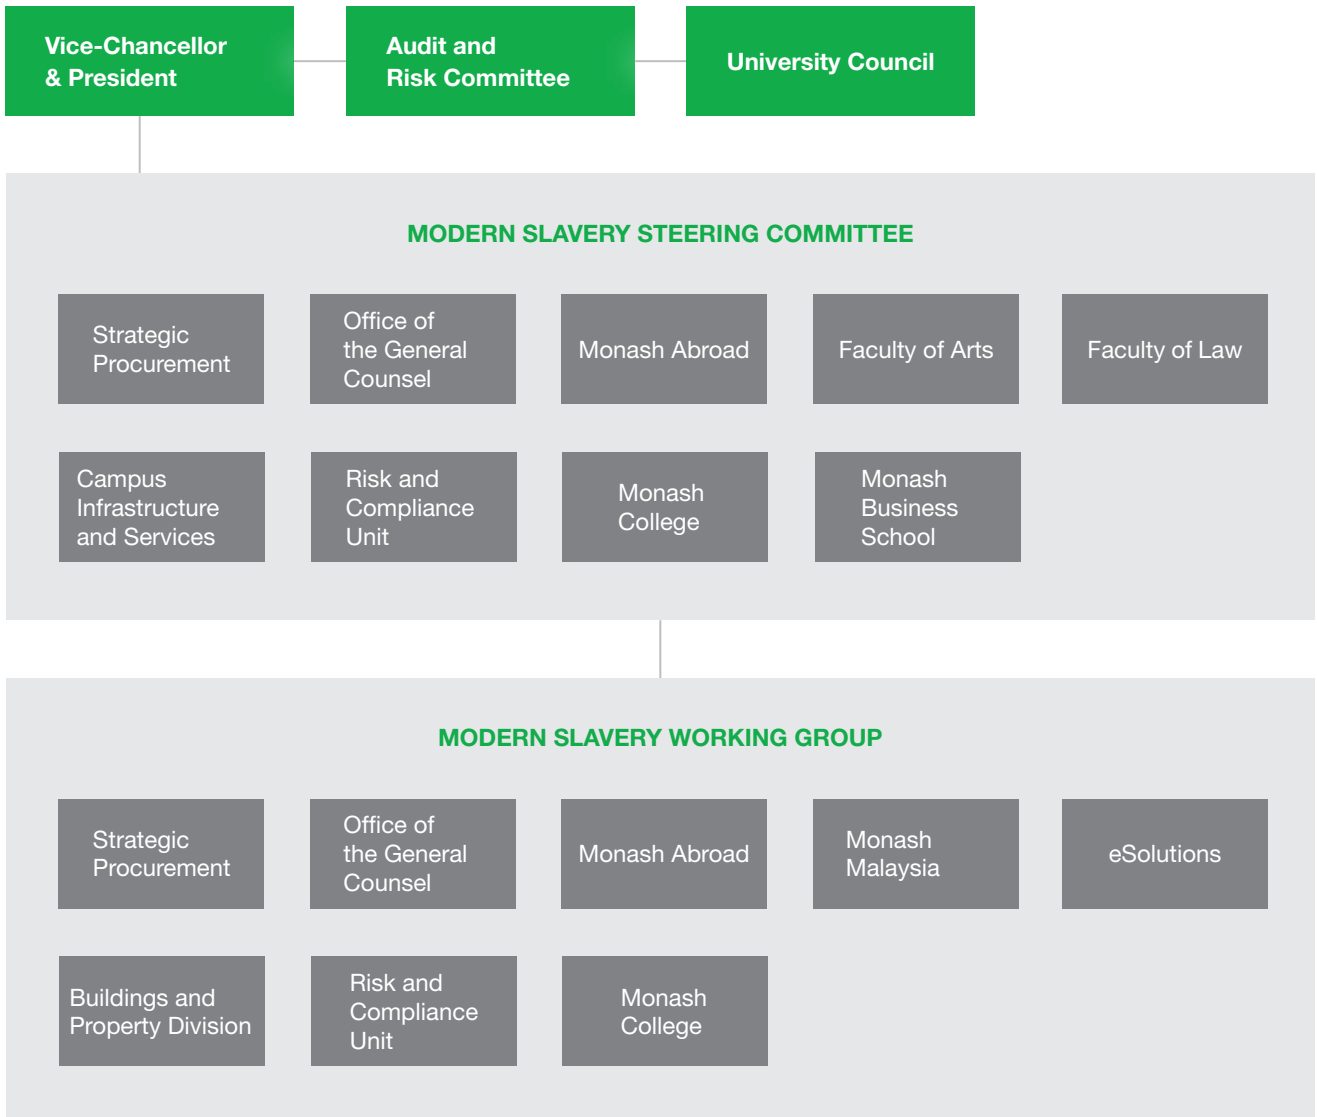 Vice-Chancellor
& President
Audit and
Risk Committee
University Council
MODERN SLAVERY STEERING COMMITTEE
Strategic
Procurement
Office of
the General
Counsel
Monash Abroad
Faculty of Arts
Faculty of Law
Campus
Infrastructure
and Services
Risk and
Compliance
Unit
Monash
College
Monash
Business
School
MODERN SLAVERY WORKING GROUP
Strategic
Procurement
Office of
the General
Counsel
Monash Abroad
Monash
Malaysia
eSolutions
Buildings and
Property Division
Risk and
Compliance
Unit
Monash
College